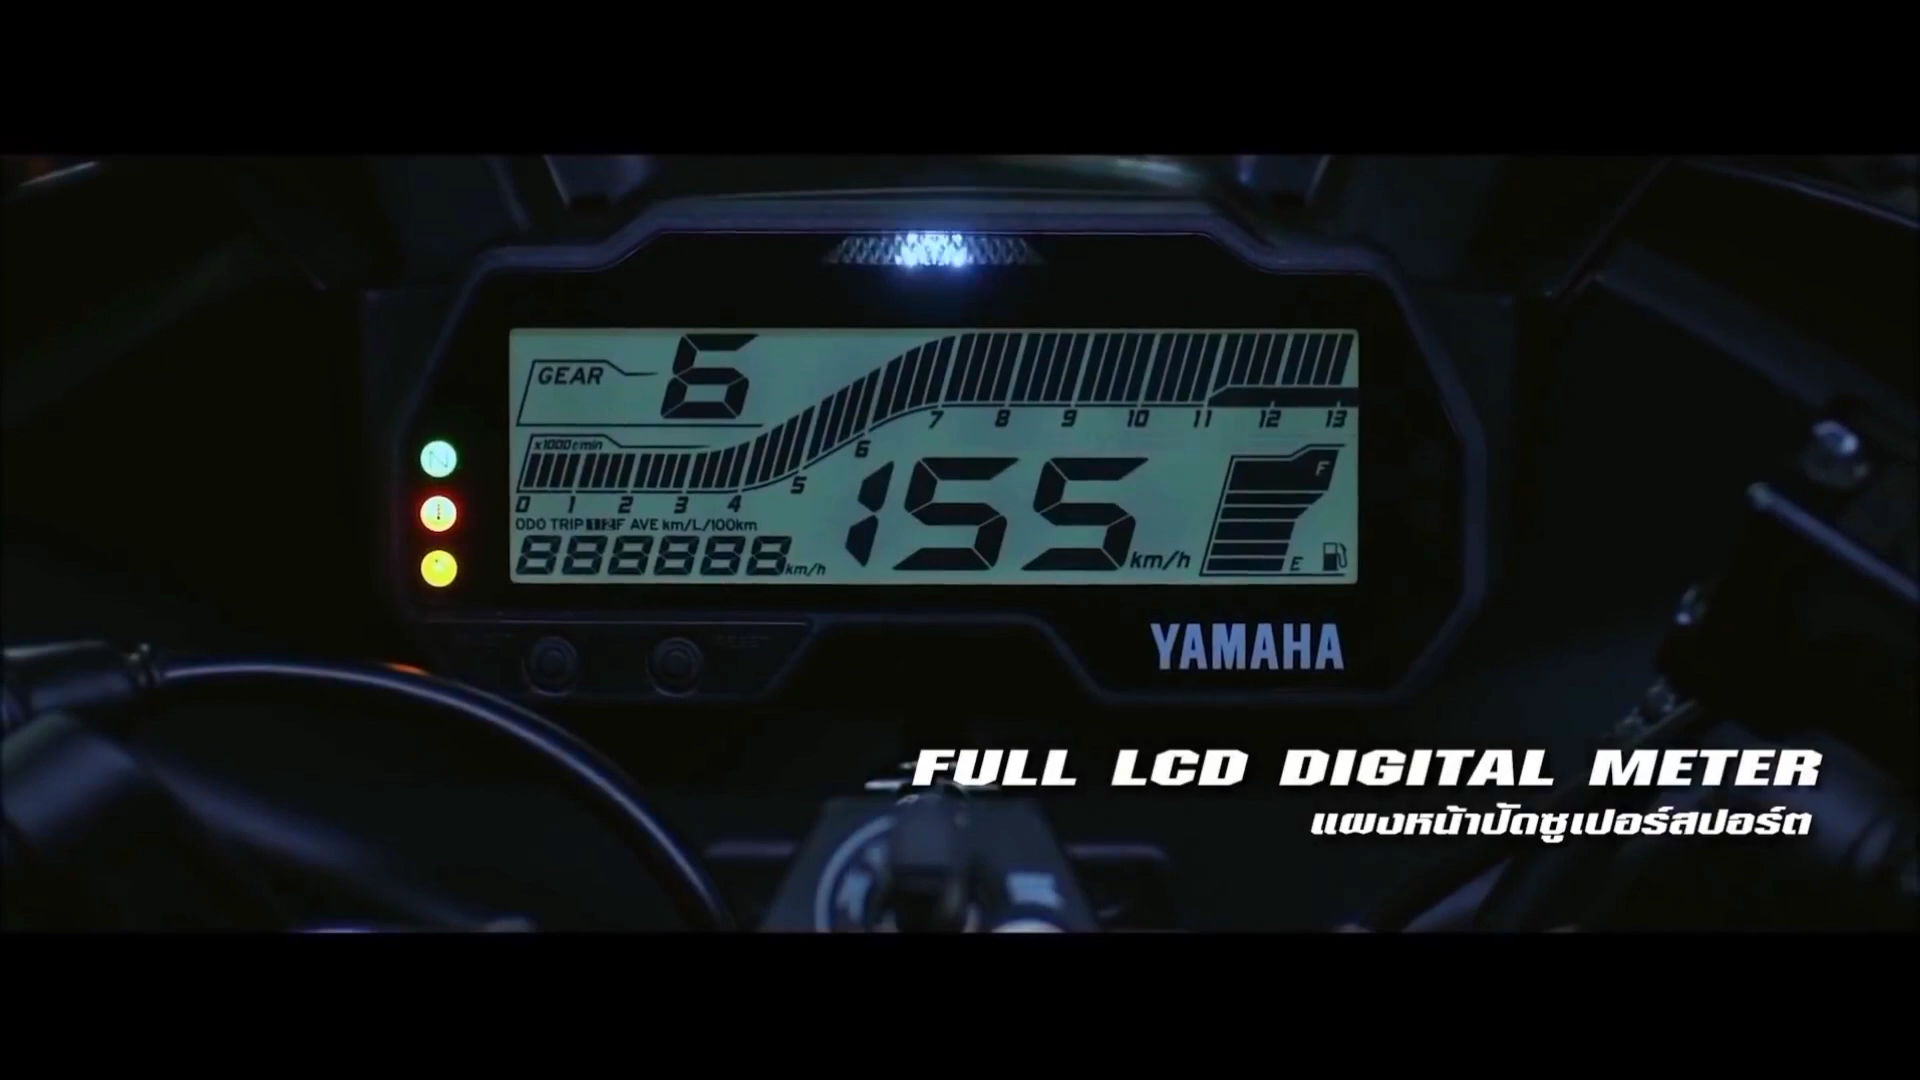 GEAR 6
x1000 r/min
0 1 2 3 4 5 6 7 8 9 10 11 12 13
ODO TRIP F AVE km/L/100km
888888 km/h
155 km/h
F
E
N
YAMAHA
FULL LCD DIGITAL METER
แผงหน้าปัดซูเปอร์สปอร์ต